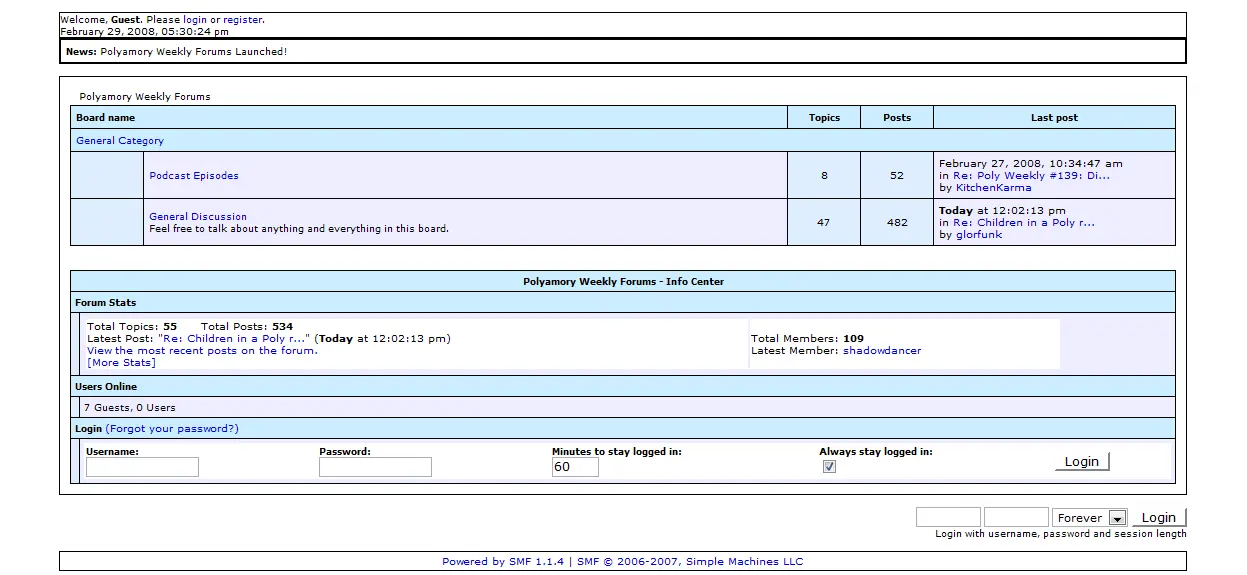 Welcome, Guest. Please login or register.
February 29, 2008, 05:30:24 pm
News: Polyamory Weekly Forums Launched!
Polyamory Weekly Forums
Board name Topics Posts Last post
General Category
Podcast Episodes 8 52 February 27, 2008, 10:34:47 am
in Re: Poly Weekly #139: Di...
by KitchenKarma
General Discussion
Feel free to talk about anything and everything in this board.
47 482 Today at 12:02:13 pm
in Re: Children in a Poly r...
by glorfunk
Polyamory Weekly Forums - Info Center
Forum Stats
Total Topics: 55 Total Posts: 534
Latest Post: "Re: Children in a Poly r..." (Today at 12:02:13 pm)
View the most recent posts on the forum.
[More Stats]
Total Members: 109
Latest Member: shadowdancer
Users Online
7 Guests, 0 Users
Login (Forgot your password?)
Username: Password: Minutes to stay logged in: Always stay logged in:
60 Login
Forever Login
Login with username, password and session length
Powered by SMF 1.1.4 | SMF © 2006-2007, Simple Machines LLC